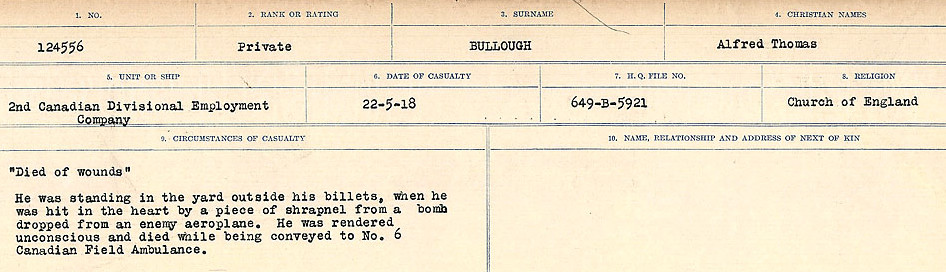 1. NO. 2. RANK OR RATING 3. SURNAME 4. CHRISTIAN NAMES
124556 Private BULLOUGH Alfred Thomas
5. UNIT OR SHIP 6. DATE OF CASUALTY 7. H. Q. FILE NO. 8. RELIGION
2nd Canadian Divisional Employment 22-5-18 649-B-5921 Church of England
Company
9. CIRCUMSTANCES OF CASUALTY 10. NAME, RELATIONSHIP AND ADDRESS OF NEXT OF KIN
"Died of wounds"
He was standing in the yard outside his billets, when he
was hit in the heart by a piece of shrapnel from a bomb
dropped from an enemy aeroplane. He was rendered
unconscious and died while being conveyed to No. 6
Canadian Field Ambulance.